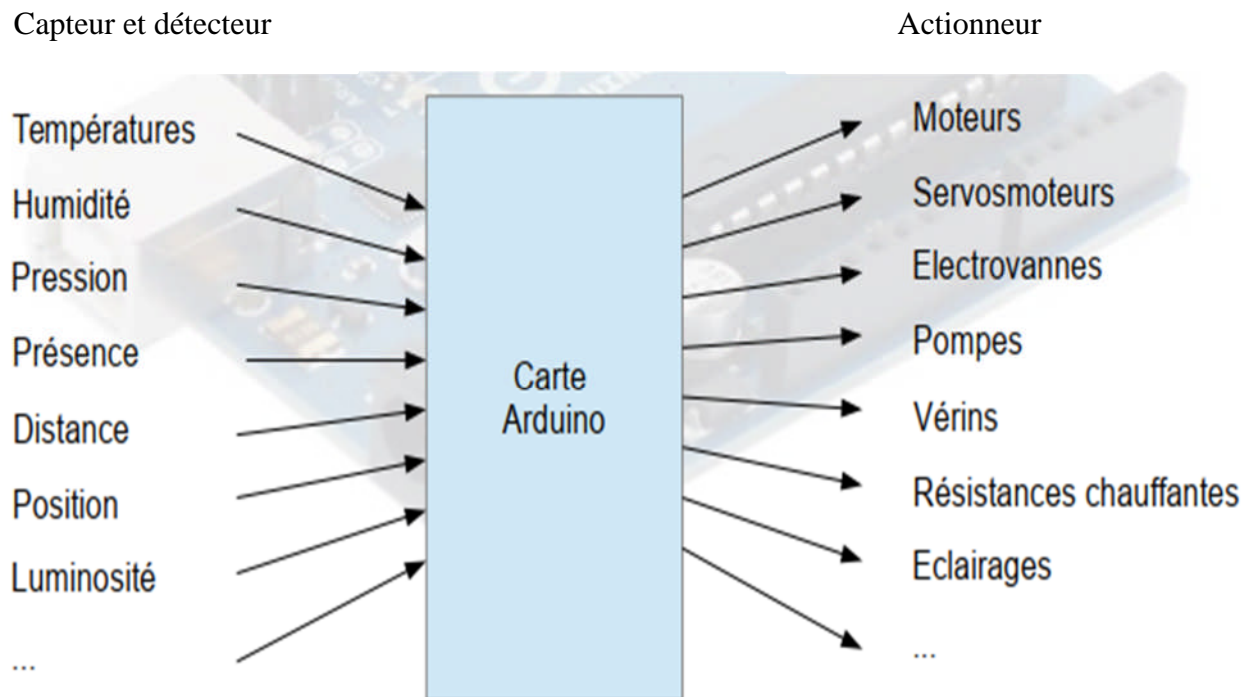 Capteur et détecteur
Actionneur
Températures
Humidité
Pression
Présence
Distance
Position
Luminosité
...
Carte
Arduino
Moteurs
Servosmoteurs
Electrovannes
Pompes
Vérins
Résistances chauffantes
Eclairages
...